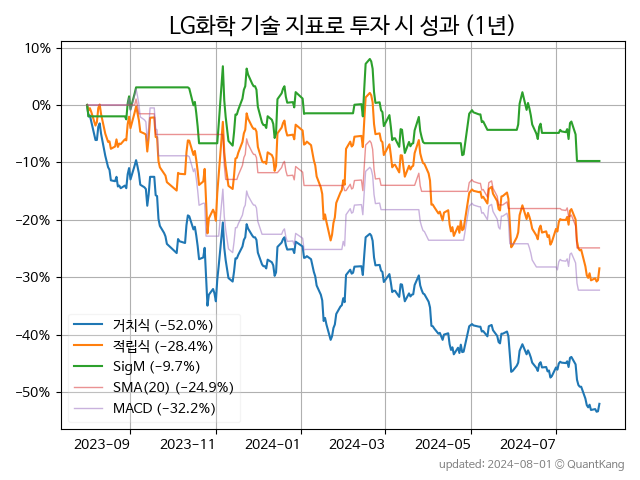 LG화학 기술 지표로 투자 시 성과 (1년)
10%
0%
−10%
−20%
−30%
−40%
−50%
거치식 (−52.0%)
적립식 (−28.4%)
SigM (−9.7%)
SMA(20) (−24.9%)
MACD (−32.2%)
2023−09
2023−11
2024−01
2024−03
2024−05
2024−07
updated: 2024-08-01 © QuantKang